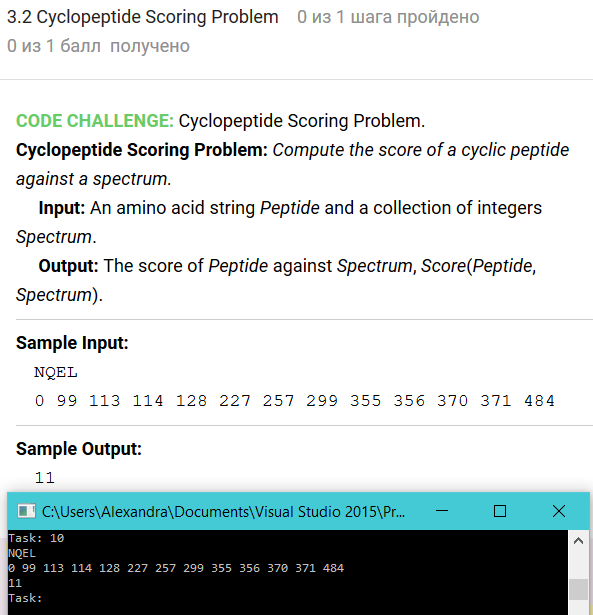 3.2 Cyclopeptide Scoring Problem 0 из 1 шага пройдено
0 из 1 балл получено
CODE CHALLENGE: Cyclopeptide Scoring Problem.
Cyclopeptide Scoring Problem: Compute the score of a cyclic peptide
against a spectrum.
Input: An amino acid string Peptide and a collection of integers
Spectrum.
Output: The score of Peptide against Spectrum, Score(Peptide,
Spectrum).
Sample Input:
NQEL
0 99 113 114 128 227 257 299 355 356 370 371 484
Sample Output:
11
C:\Users\Alexandra\Documents\Visual Studio 2015\Pr...
Task: 10
NQEL
0 99 113 114 128 227 257 299 355 356 370 371 484
11
Task: